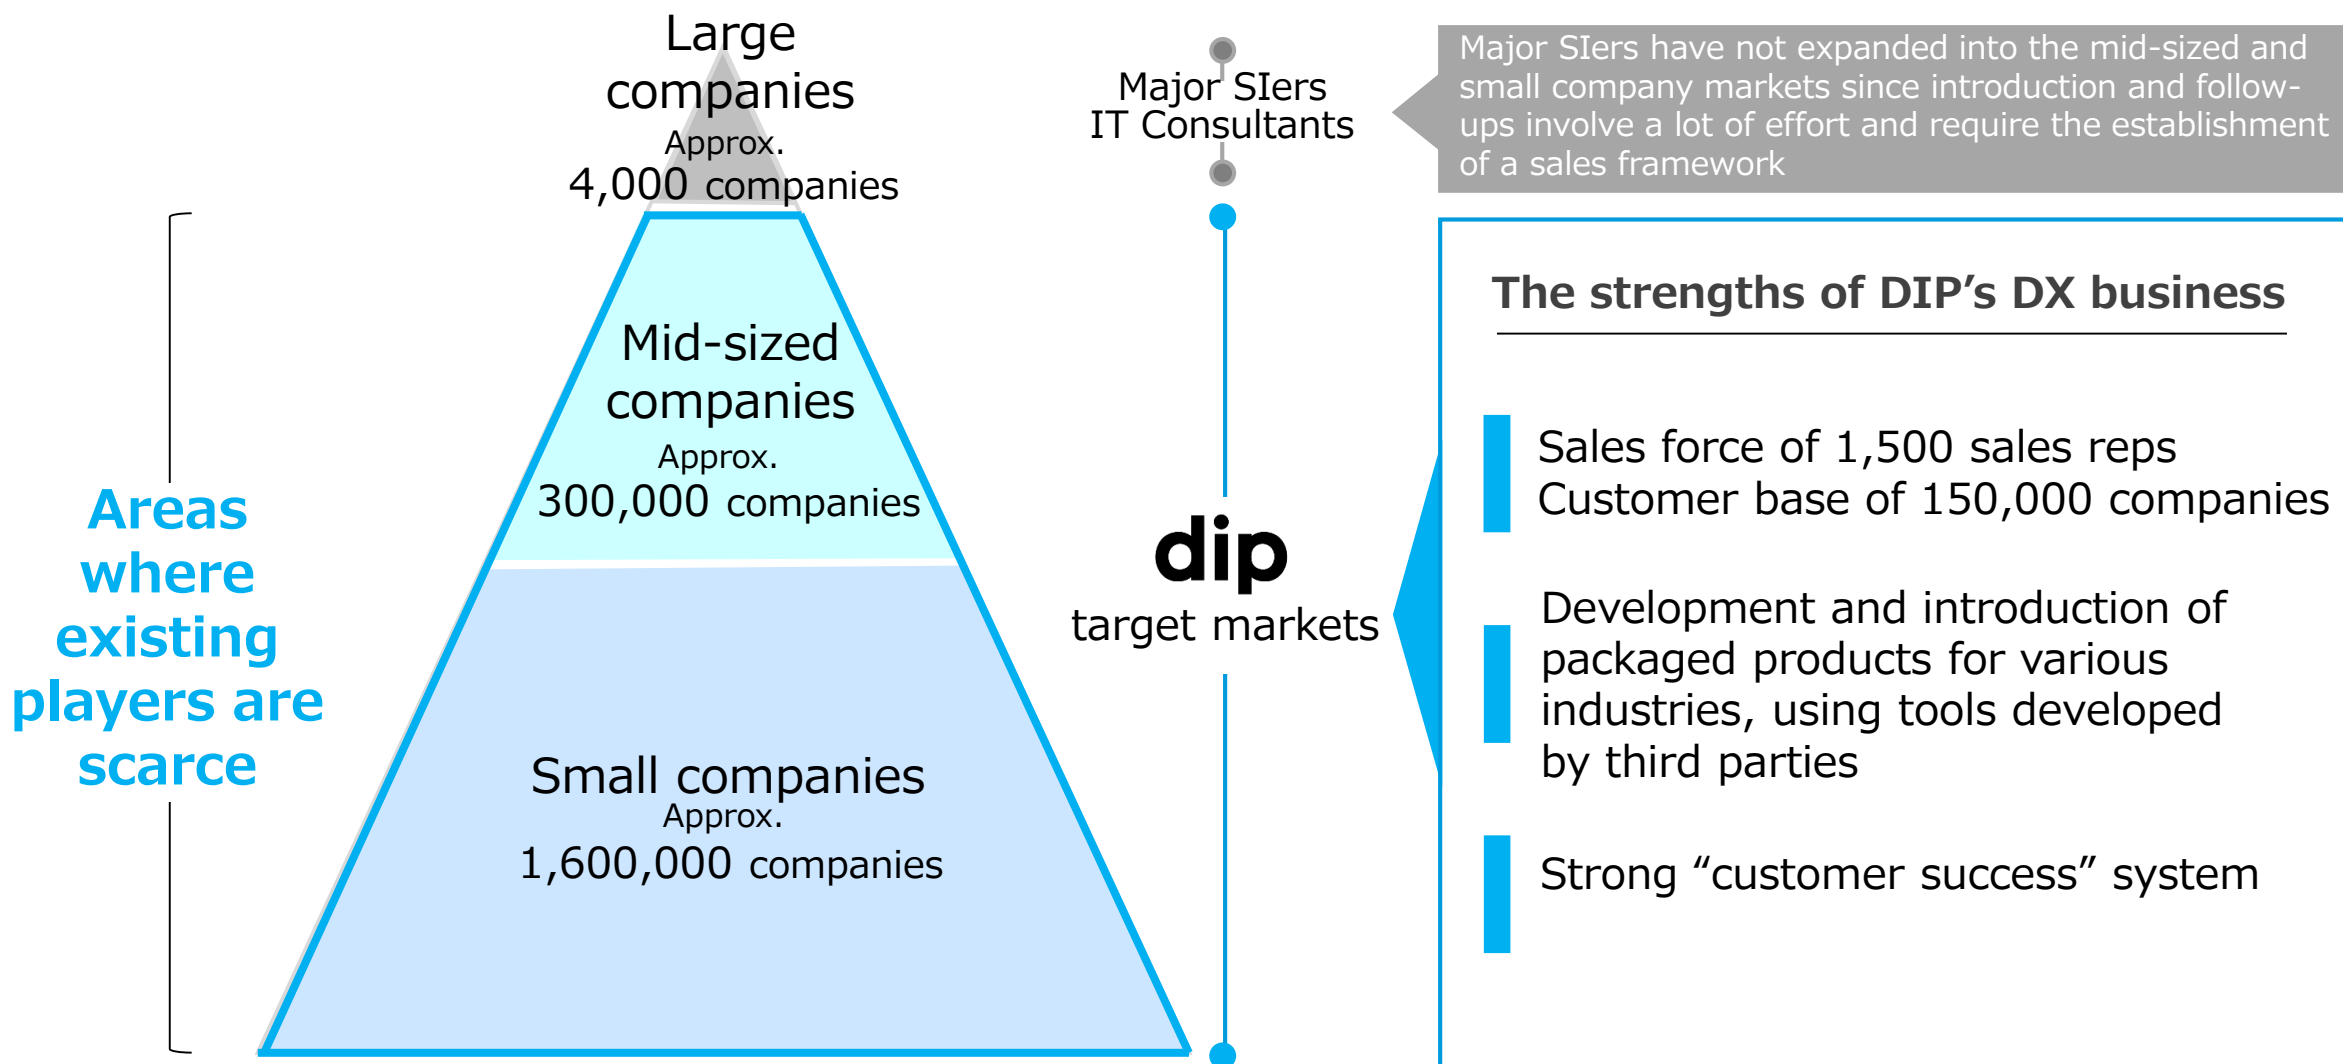 Large
companies
Approx.
4,000 companies
Mid-sized
companies
Approx.
300,000 companies
Small companies
Approx.
1,600,000 companies
Areas
where
existing
players are
scarce
Major SIers
IT Consultants
dip
target markets
Major SIers have not expanded into the mid-sized and
small company markets since introduction and follow-
ups involve a lot of effort and require the establishment
of a sales framework
The strengths of DIP’s DX business
Sales force of 1,500 sales reps
Customer base of 150,000 companies
Development and introduction of
packaged products for various
industries, using tools developed
by third parties
Strong “customer success” system